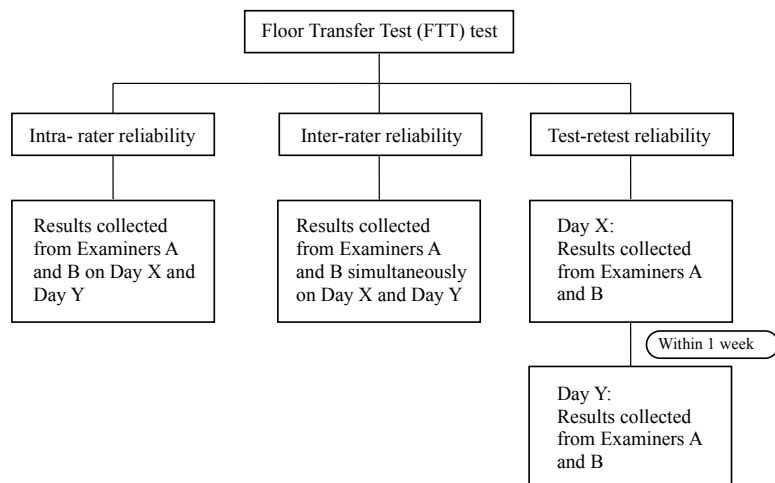 Floor Transfer Test (FTT) test
Intra- rater reliability
Inter-rater reliability
Test-retest reliability
Results collected
from Examiners A
and B on Day X and
Day Y
Results collected
from Examiners A
and B simultaneously
on Day X and Day Y
Day X:
Results collected
from Examiners A
and B
Within 1 week
Day Y:
Results collected
from Examiners A
and B